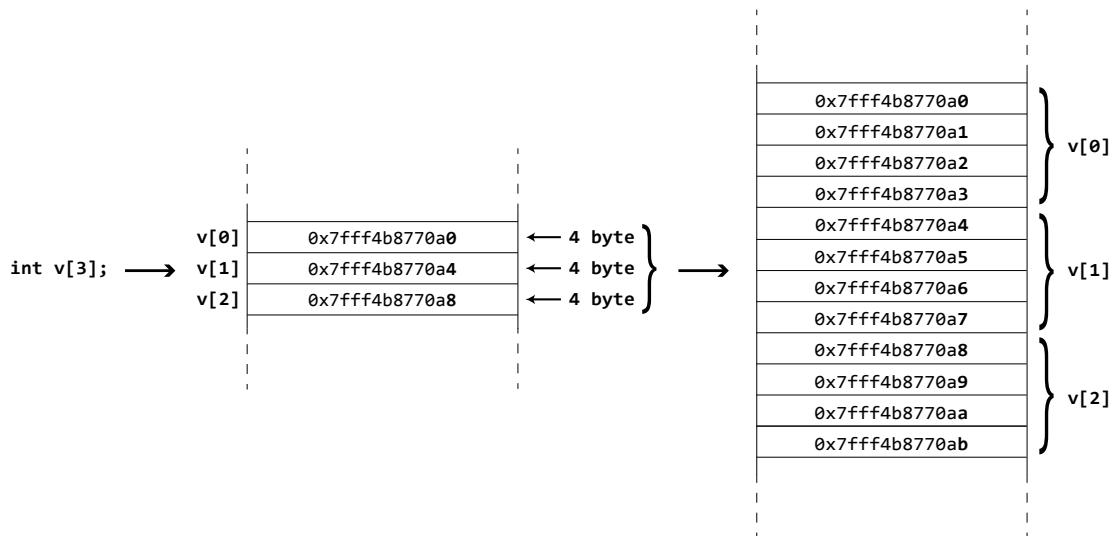 int v[3];
v[0] 0x7fff4b8770a0 4 byte
v[1] 0x7fff4b8770a4 4 byte
v[2] 0x7fff4b8770a8 4 byte
0x7fff4b8770a0
0x7fff4b8770a1
0x7fff4b8770a2
0x7fff4b8770a3
v[0]
0x7fff4b8770a4
0x7fff4b8770a5
0x7fff4b8770a6
0x7fff4b8770a7
v[1]
0x7fff4b8770a8
0x7fff4b8770a9
0x7fff4b8770aa
0x7fff4b8770ab
v[2]